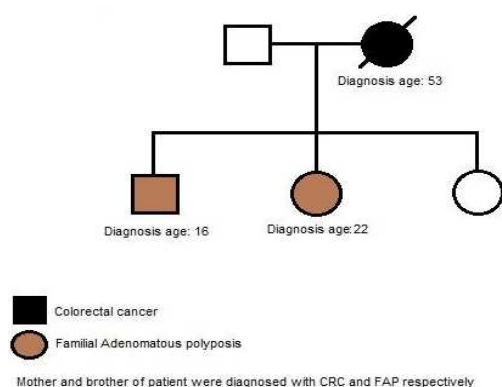 Diagnosis age: 53
Diagnosis age: 16
Diagnosis age:22
Colorectal cancer
Familial Adenomatous polyposis
Mother and brother of patient were diagnosed with CRC and FAP respectively